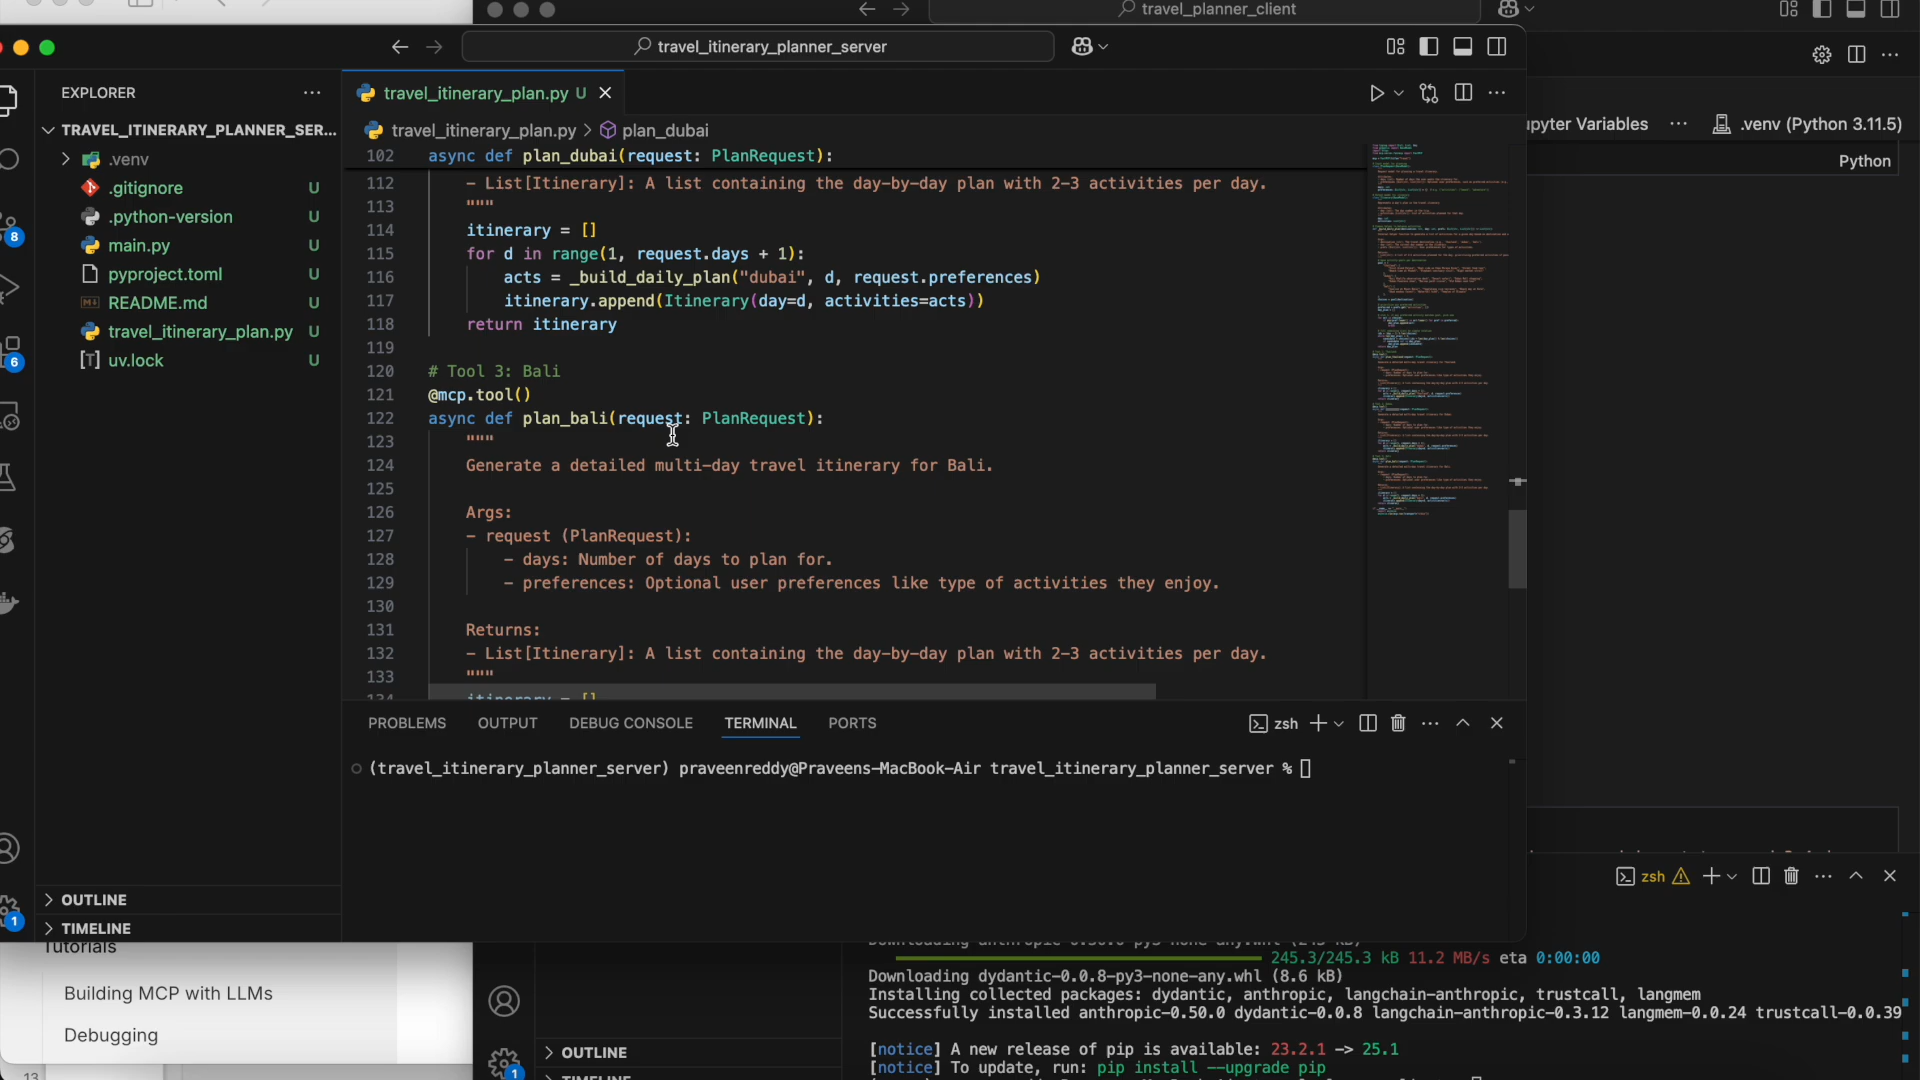 travel_planner_client
travel_itinerary_planner_server
EXPLORER
TRAVEL_ITINERARY_PLANNER_SER...
.venv
.gitignore U
.python-version U
main.py U
pyproject.toml U
README.md U
travel_itinerary_plan.py U
uv.lock U
8
6
1
OUTLINE
TIMELINE
travel_itinerary_plan.py U
travel_itinerary_plan.py > plan_dubai
102 async def plan_dubai(request: PlanRequest):
112 - List[Itinerary]: A list containing the day-by-day plan with 2-3 activities per day.
113 """
114 itinerary = []
115 for d in range(1, request.days + 1):
116 acts = _build_daily_plan("dubai", d, request.preferences)
117 itinerary.append(Itinerary(day=d, activities=acts))
118 return itinerary
119
120 # Tool 3: Bali
121 @mcp.tool()
122 async def plan_bali(request: PlanRequest):
123 """
124 Generate a detailed multi-day travel itinerary for Bali.
125
126 Args:
127 - request (PlanRequest):
128 - days: Number of days to plan for.
129 - preferences: Optional user preferences like type of activities they enjoy.
130
131 Returns:
132 - List[Itinerary]: A list containing the day-by-day plan with 2-3 activities per day.
133 """
134 itinerary = []
PROBLEMS OUTPUT DEBUG CONSOLE TERMINAL PORTS
zsh
(travel_itinerary_planner_server) praveenreddy@Praveens-MacBook-Air travel_itinerary_planner_server %
Variables
.venv (Python 3.11.5)
Python
zsh
Tutorials
Building MCP with LLMs
Debugging
13
OUTLINE
TIMELINE
1
245.3/245.3 kB 11.2 MB/s eta 0:00:00
Downloading dydantic-0.0.8-py3-none-any.whl (8.6 kB)
Installing collected packages: dydantic, anthropic, langchain-anthropic, trustcall, langmem
Successfully installed anthropic-0.50.0 dydantic-0.0.8 langchain-anthropic-0.3.12 langmem-0.0.24 trustcall-0.0.39
[notice] A new release of pip is available: 23.2.1 -> 25.1
[notice] To update, run: pip install --upgrade pip